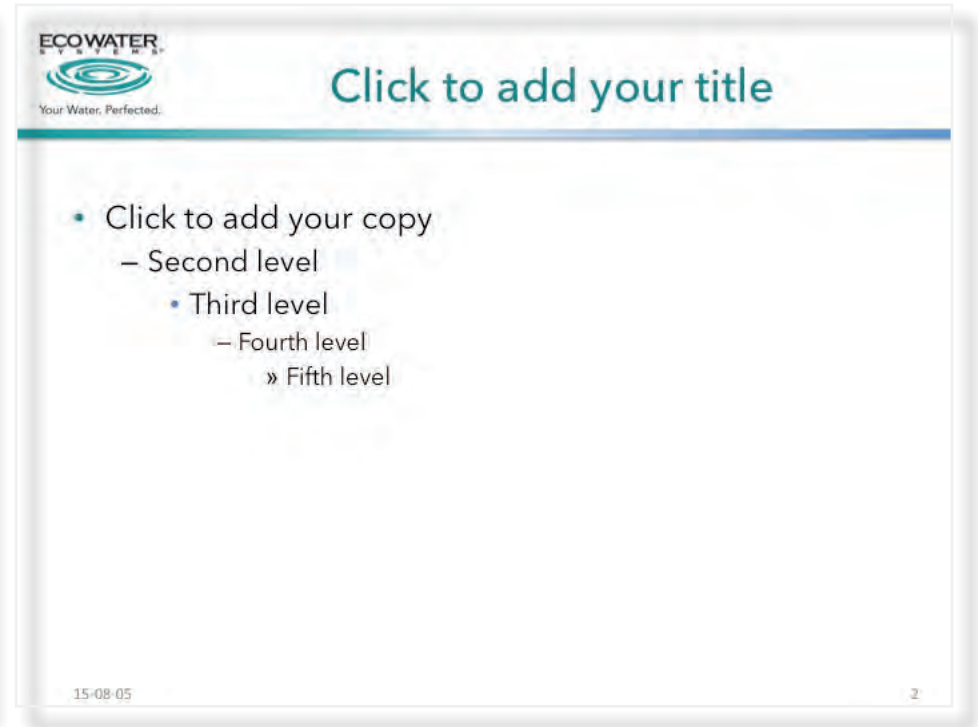 ECOWATER
SYSTEMS®
Your Water. Perfected.
Click to add your title
• Click to add your copy
– Second level
• Third level
– Fourth level
» Fifth level
15-08-05
2